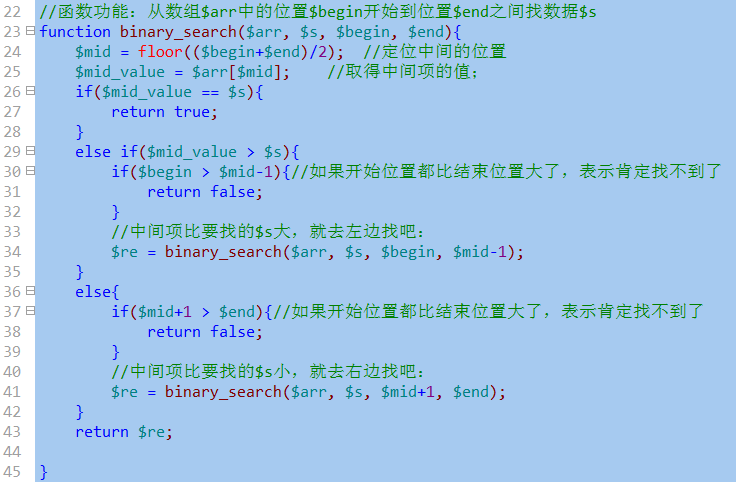 22 //函数功能：从数组$arr中的位置$begin开始到位置$end之间找数据$s
23 function binary_search($arr, $s, $begin, $end){
24     $mid = floor(($begin+$end)/2);  //定位中间的位置
25     $mid_value = $arr[$mid];    //取得中间项的值；
26     if($mid_value == $s){
27         return true;
28     }
29     else if($mid_value > $s){
30         if($begin > $mid-1){//如果开始位置都比结束位置大了，表示肯定找不到了
31             return false;
32         }
33         //中间项比要找的$s大，就去左边找吧：
34         $re = binary_search($arr, $s, $begin, $mid-1);
35     }
36     else{
37         if($mid+1 > $end){//如果开始位置都比结束位置大了，表示肯定找不到了
38             return false;
39         }
40         //中间项比要找的$s小，就去右边找吧：
41         $re = binary_search($arr, $s, $mid+1, $end);
42     }
43     return $re;
44
45 }